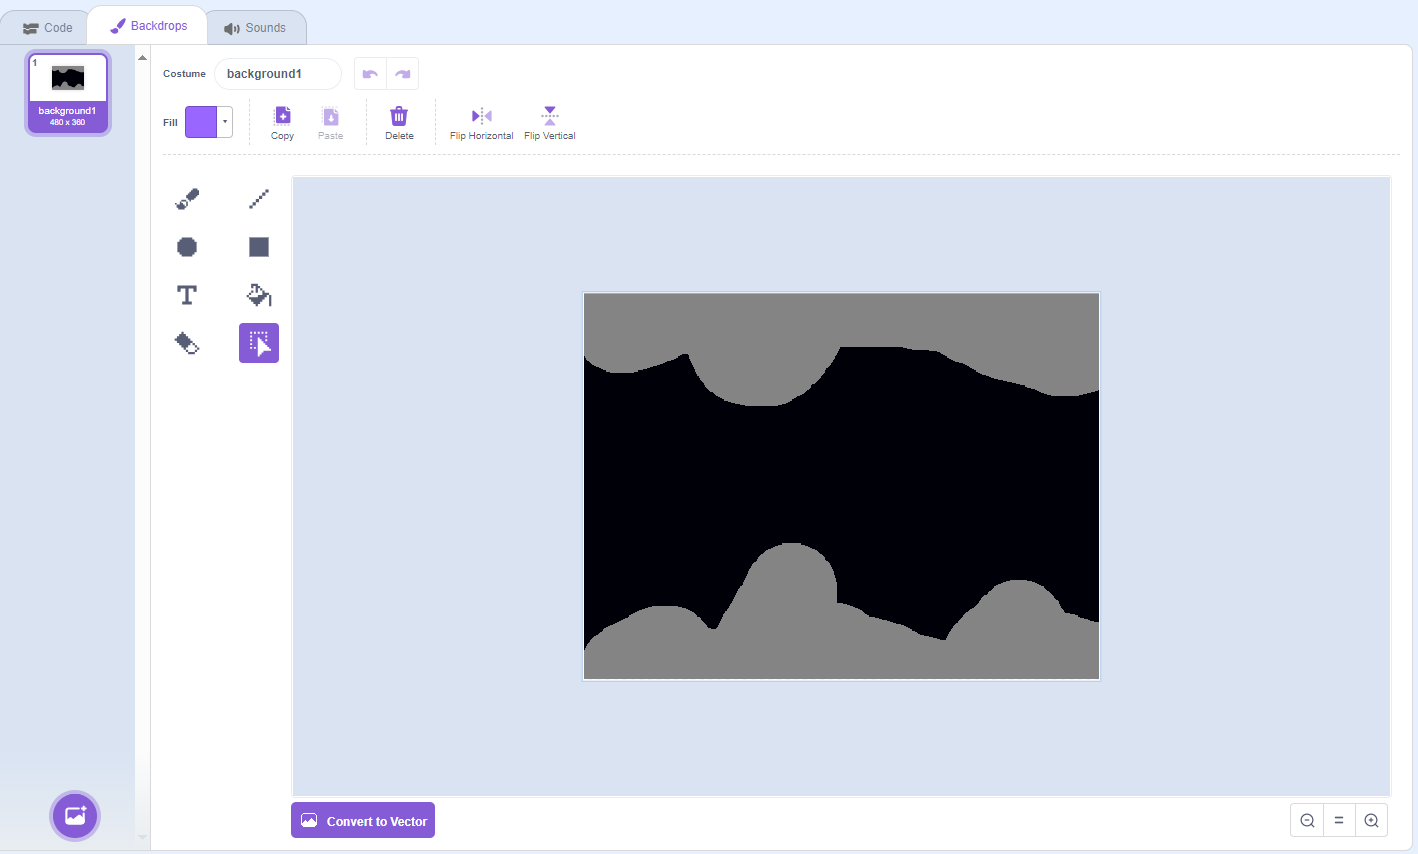 Code
Backdrops
Sounds
1
background1
480 x 360
Costume
background1
Fill
Copy
Paste
Delete
Flip Horizontal
Flip Vertical
T
Convert to Vector
=